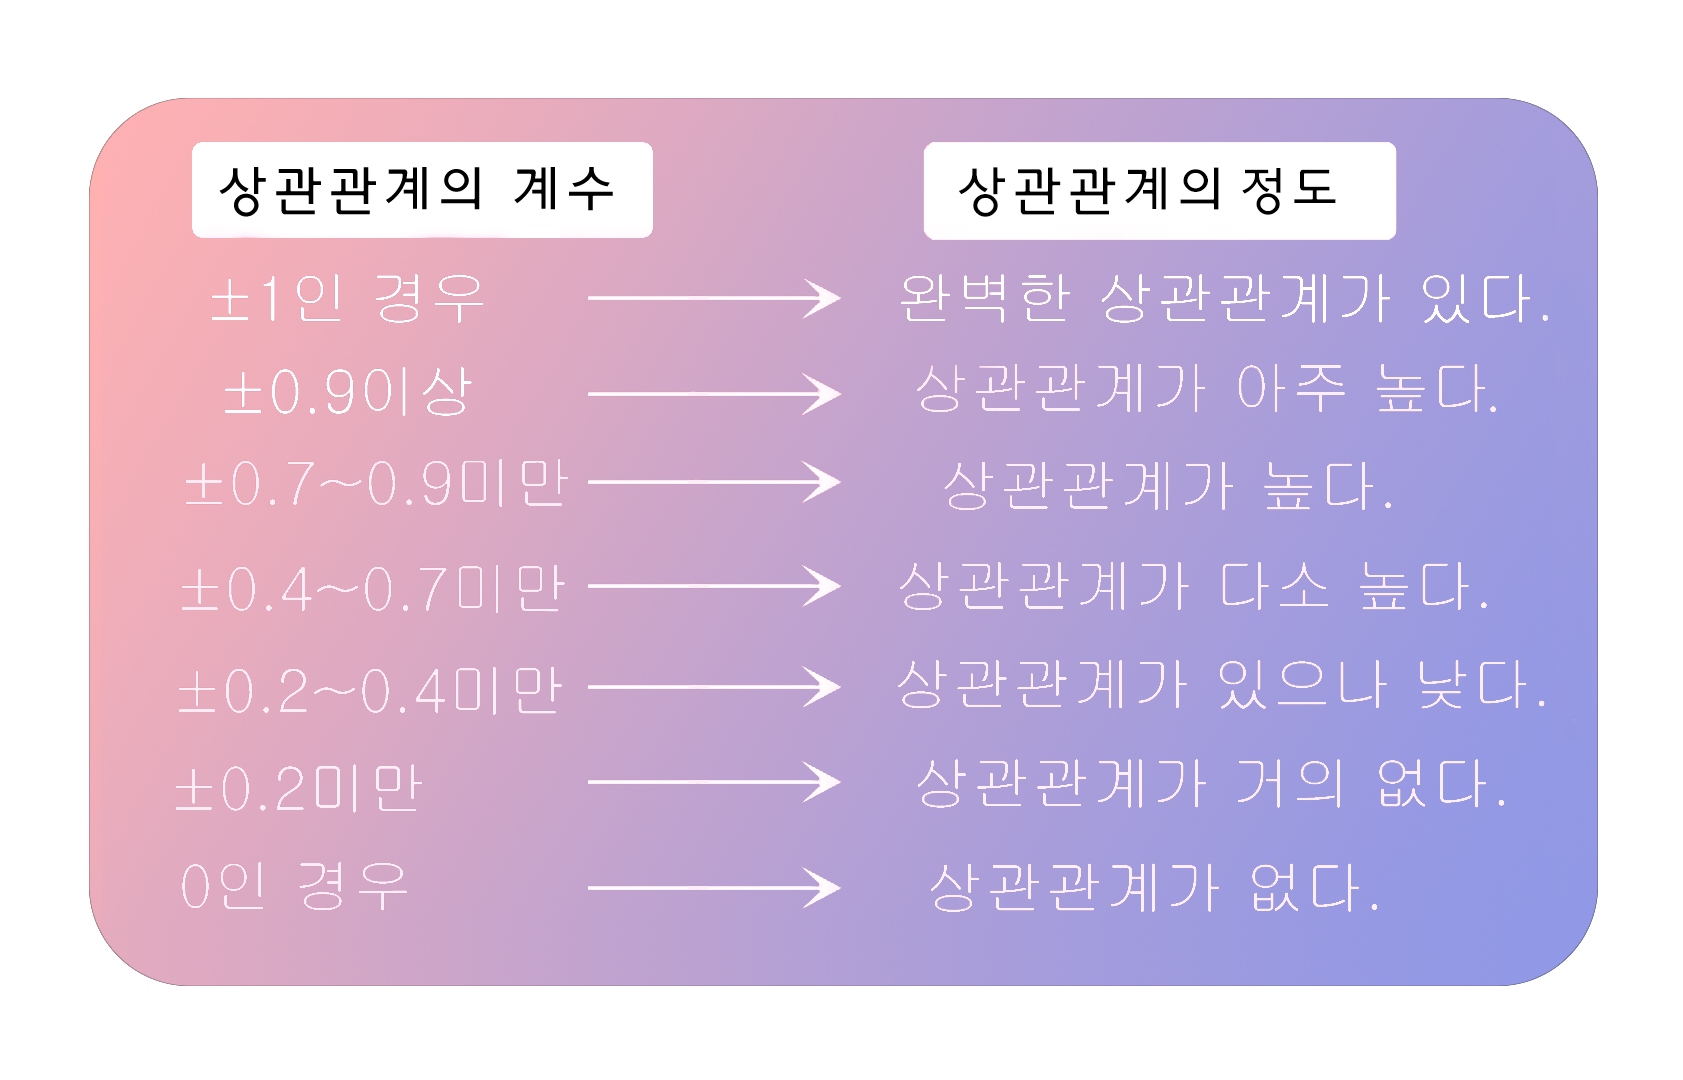 상관관계의 계수 상관관계의 정도
±1인 경우 완벽한 상관관계가 있다.
±0.9이상 상관관계가 아주 높다.
±0.7~0.9미만 상관관계가 높다.
±0.4~0.7미만 상관관계가 다소 높다.
±0.2~0.4미만 상관관계가 있으나 낮다.
±0.2미만 상관관계가 거의 없다.
0인 경우 상관관계가 없다.